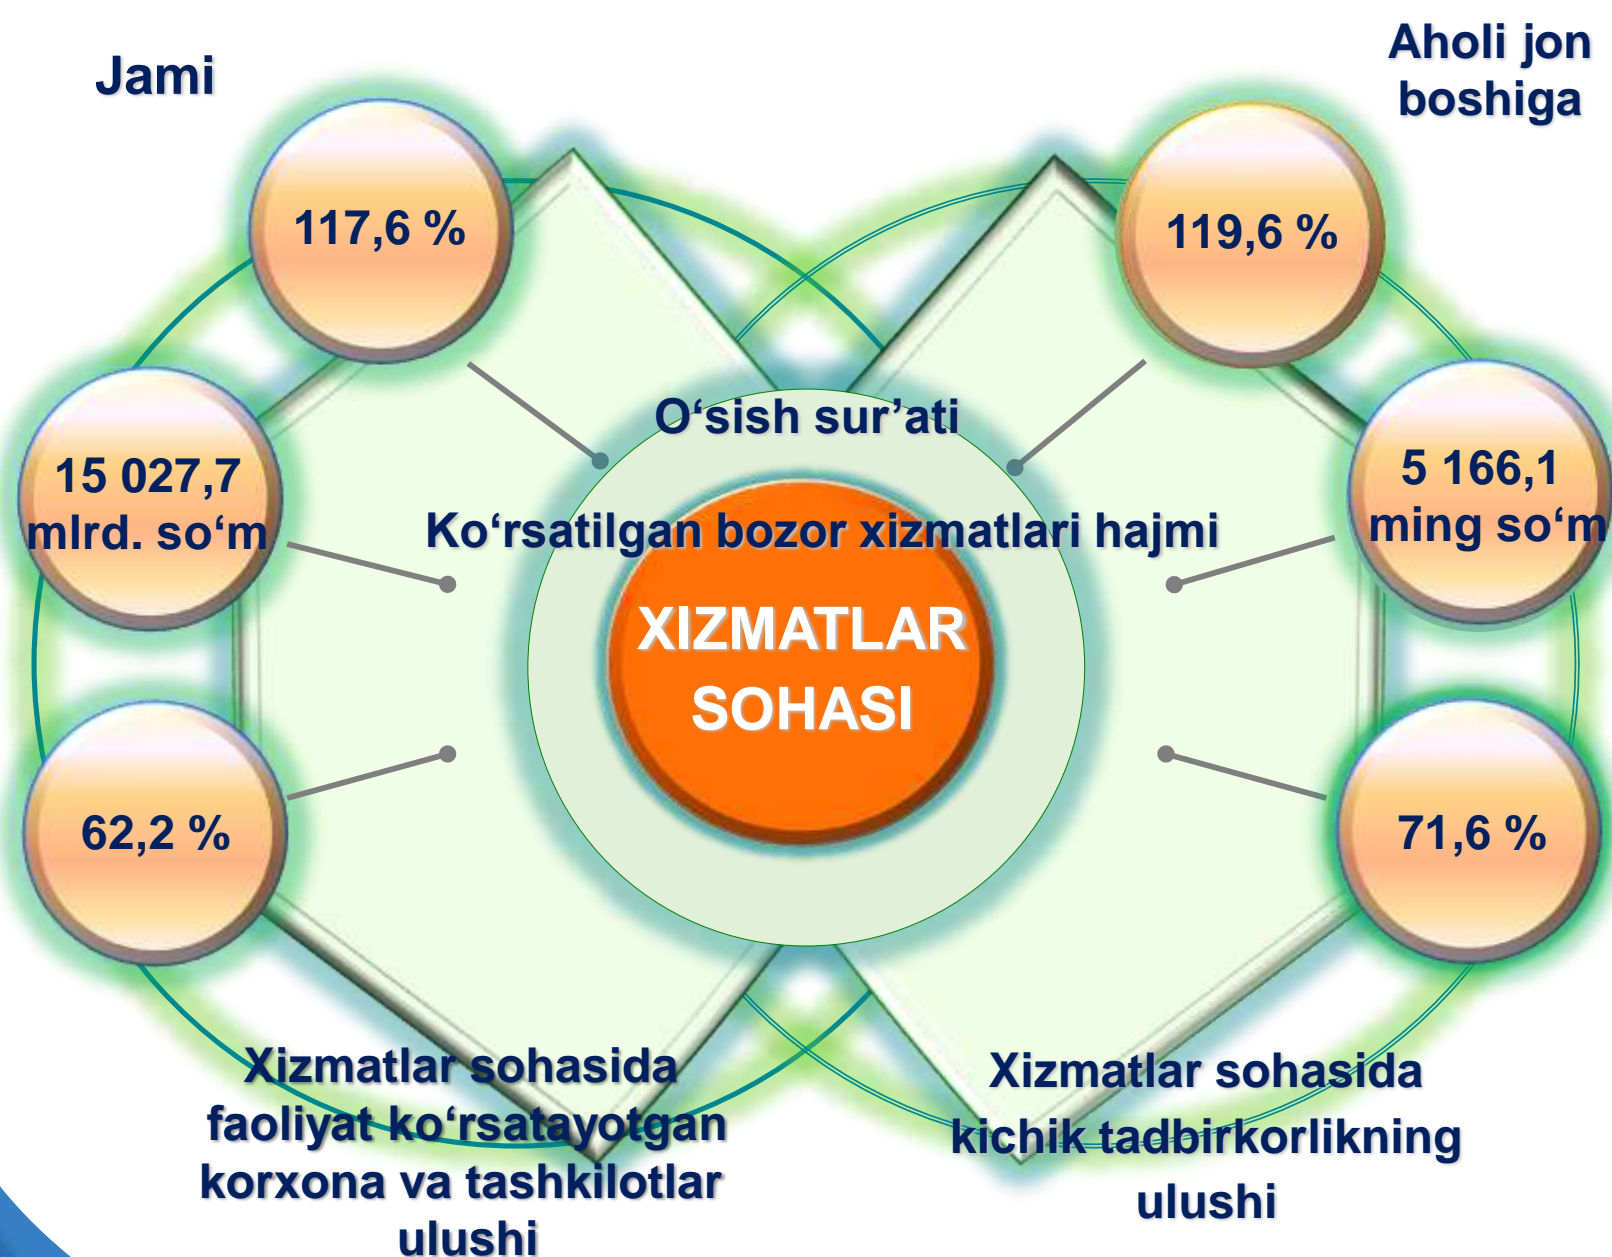 Jami
Aholi jon
boshiga
117,6 %
119,6 %
O‘sish sur’ati
15 027,7
mlrd. so‘m
5 166,1
ming so‘m
Ko‘rsatilgan bozor xizmatlari hajmi
XIZMATLAR
SOHASI
62,2 %
71,6 %
Xizmatlar sohasida
faoliyat ko‘rsatayotgan
korxona va tashkilotlar
ulushi
Xizmatlar sohasida
kichik tadbirkorlikning
ulushi